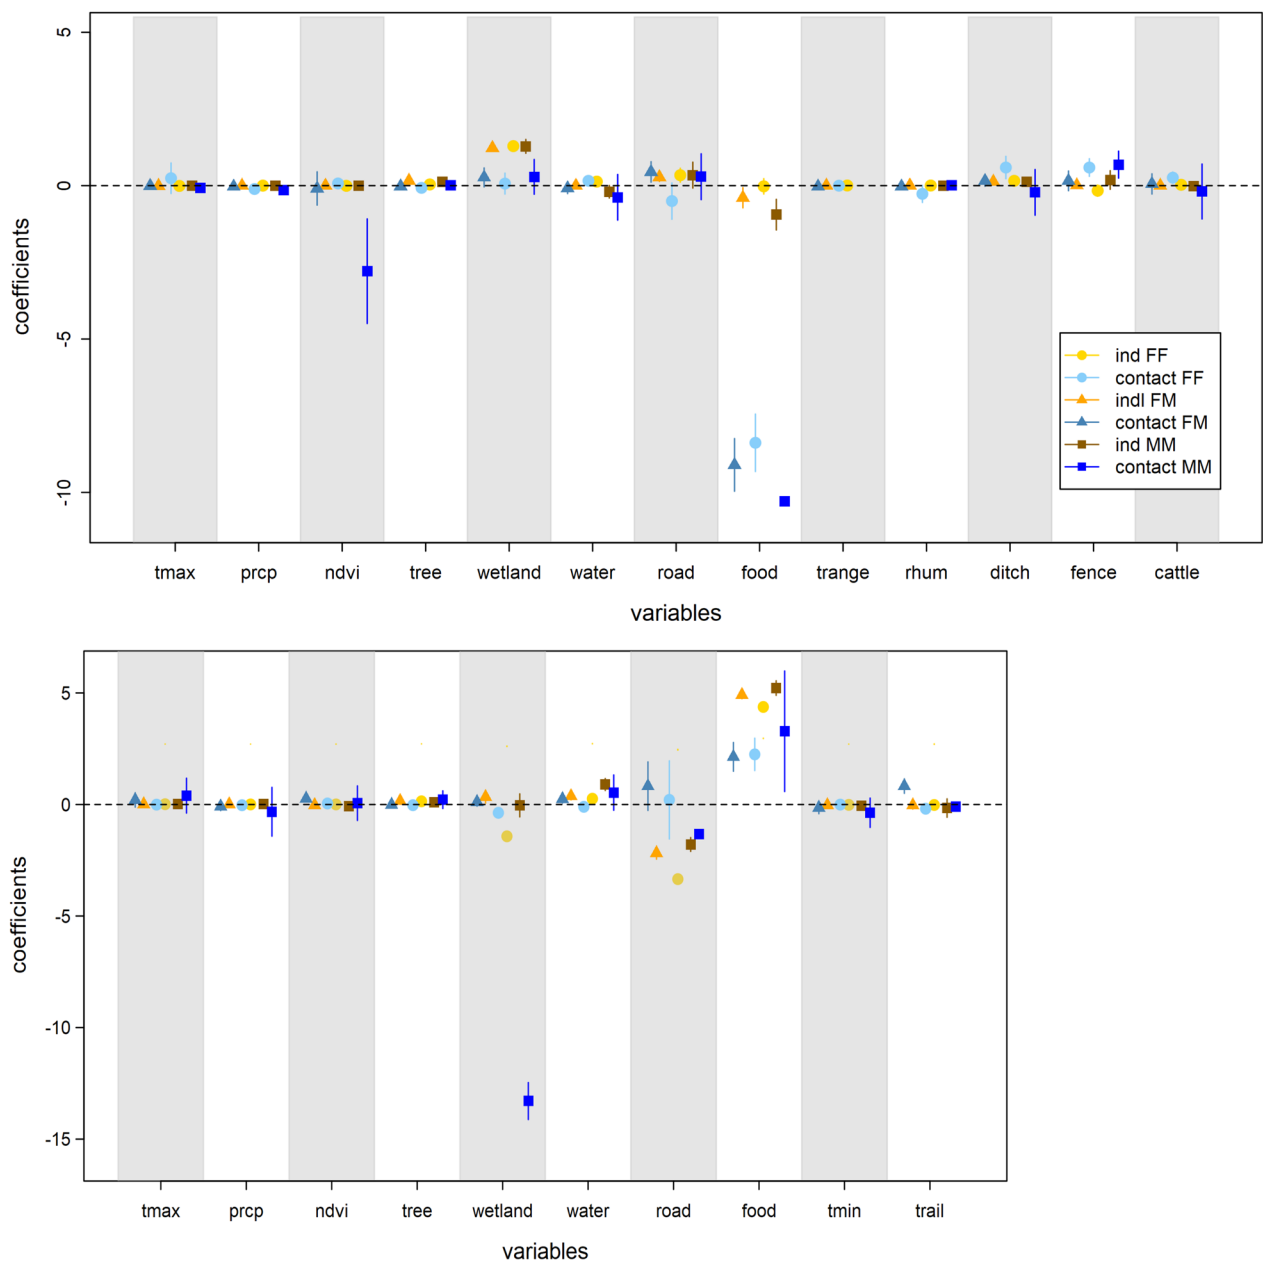 5
0
-5
-10
coefficients
ind FF
contact FF
indl FM
contact FM
ind MM
contact MM
tmax prcp ndvi tree wetland water road food trange rhum ditch fence cattle
variables
5
0
-5
-10
-15
coefficients
tmax prcp ndvi tree wetland water road food tmin trail
variables